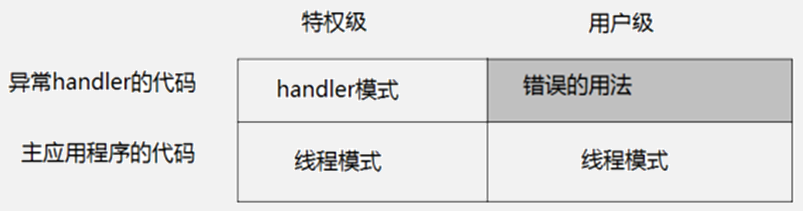 特权级 用户级
异常handler的代码 handler模式 错误的用法
主应用程序的代码 线程模式 线程模式